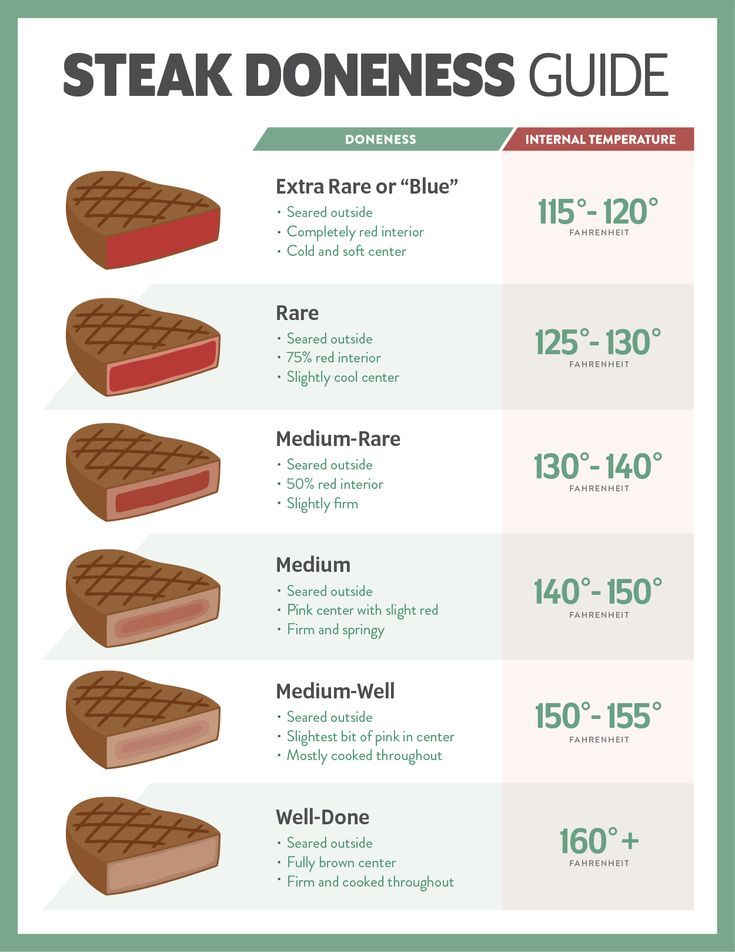 STEAK DONENESS GUIDE
DONENESS
INTERNAL TEMPERATURE
Extra Rare or “Blue”
• Seared outside
• Completely red interior
• Cold and soft center
115°- 120°
FAHRENHEIT
Rare
• Seared outside
• 75% red interior
• Slightly cool center
125°- 130°
FAHRENHEIT
Medium-Rare
• Seared outside
• 50% red interior
• Slightly firm
130°- 140°
FAHRENHEIT
Medium
• Seared outside
• Pink center with slight red
• Firm and springy
140°- 150°
FAHRENHEIT
Medium-Well
• Seared outside
• Slightest bit of pink in center
• Mostly cooked throughout
150°- 155°
FAHRENHEIT
Well-Done
• Seared outside
• Fully brown center
• Firm and cooked throughout
160°+
FAHRENHEIT